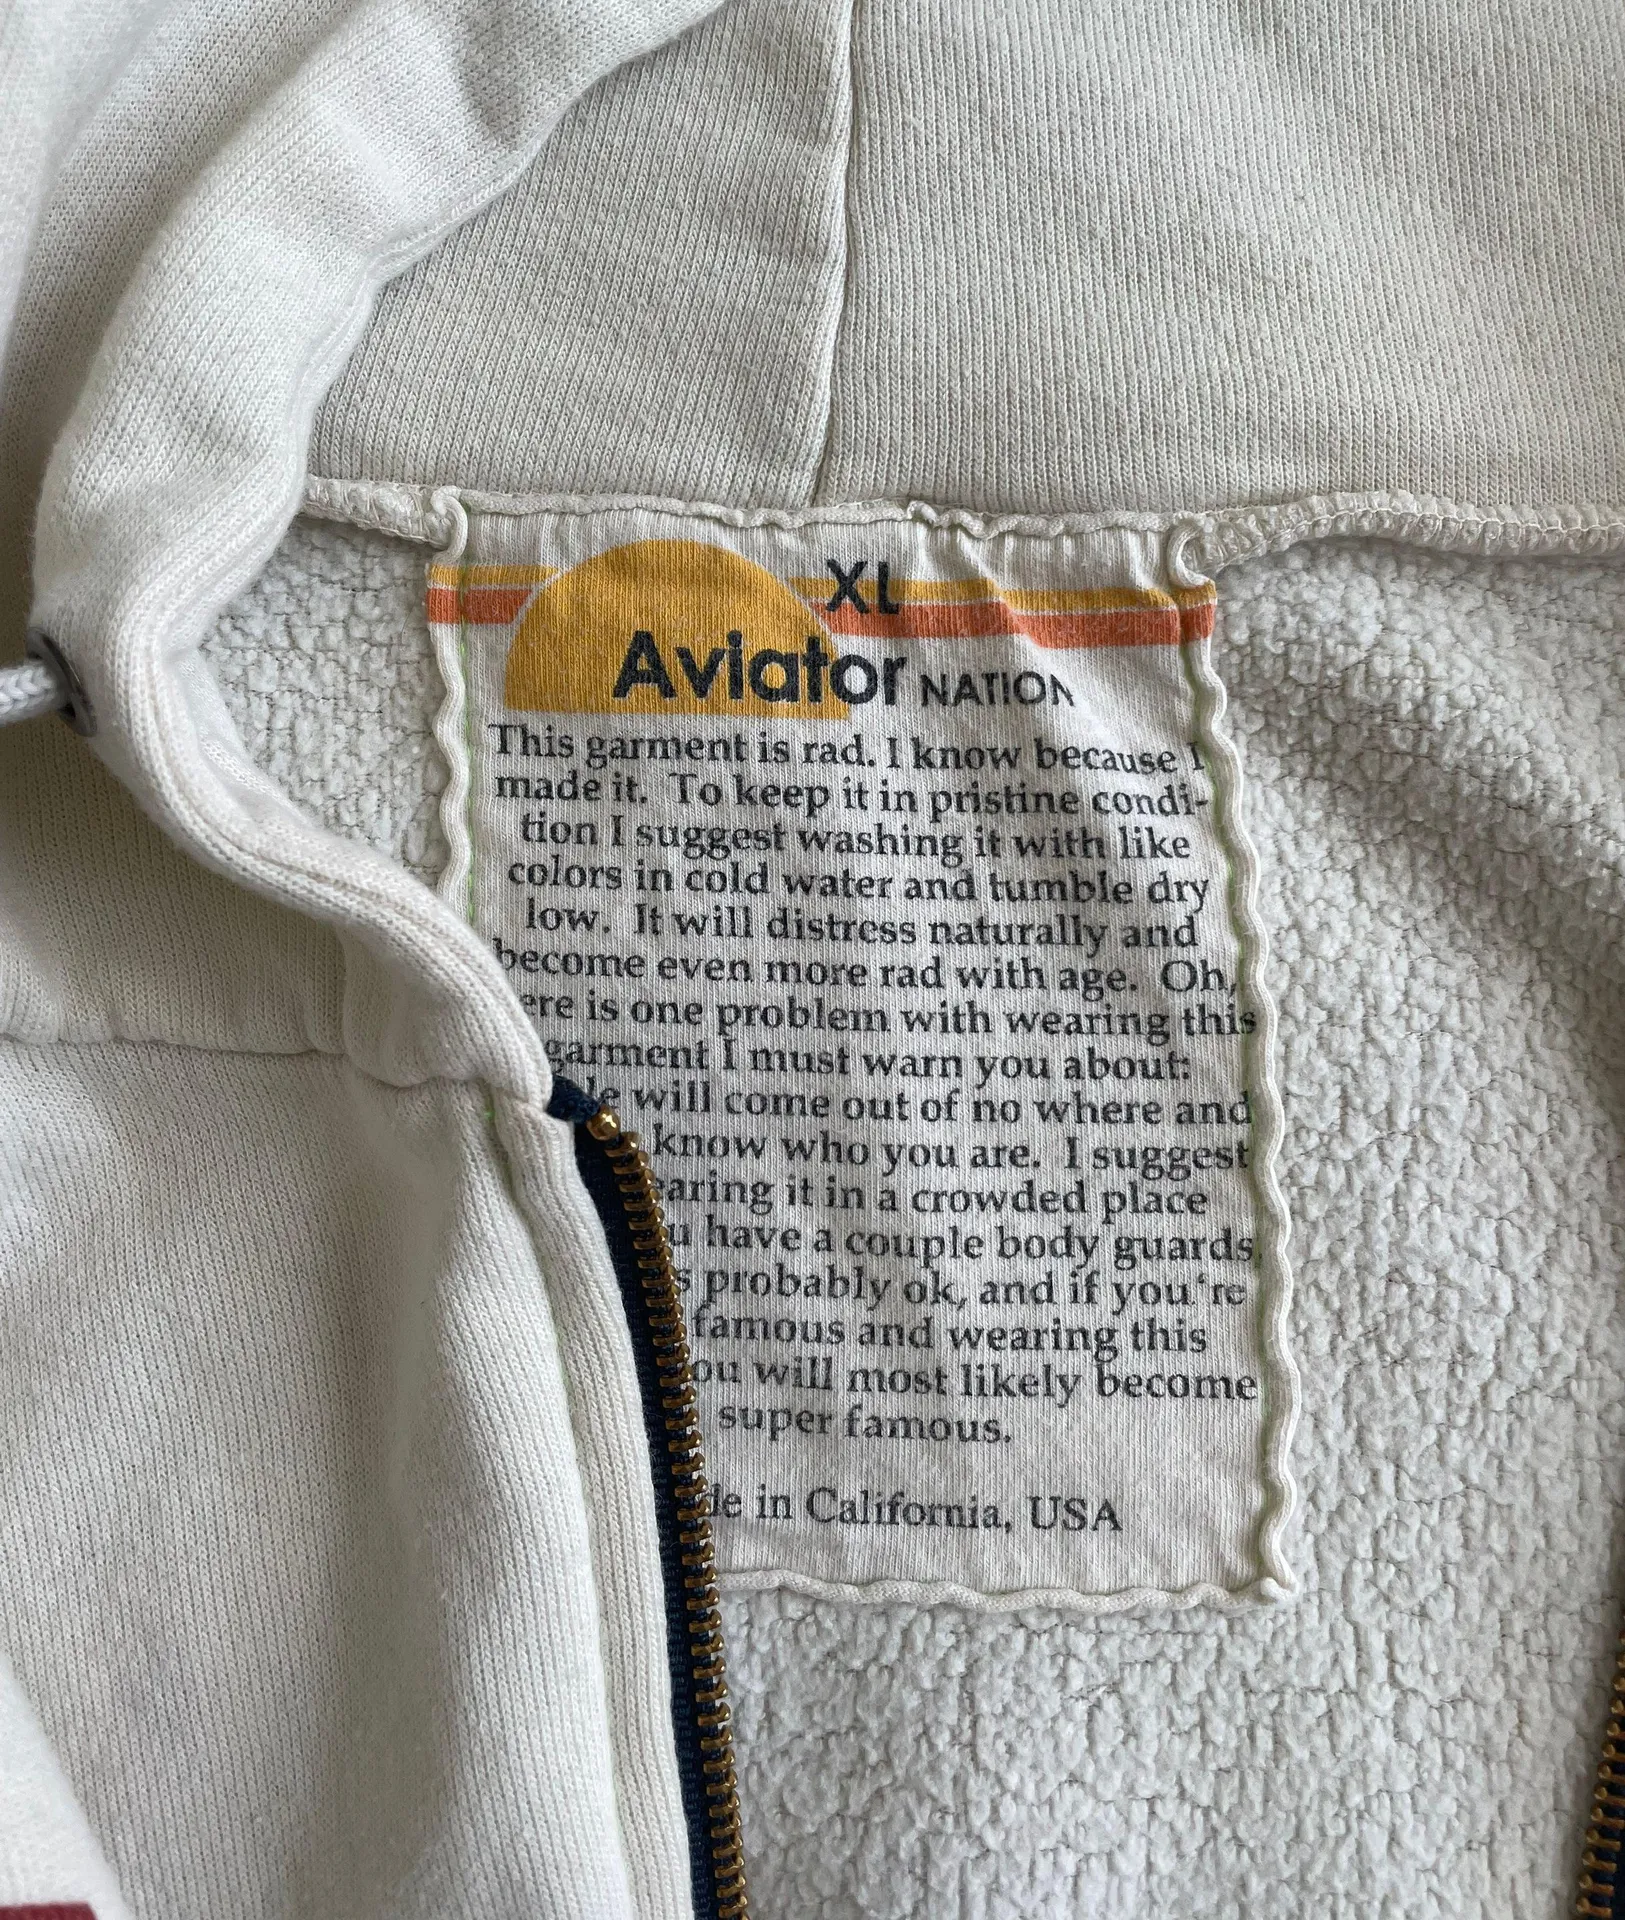 XL
Aviator NATION
This garment is rad. I know because I
made it. To keep it in pristine condi-
tion I suggest washing it with like
colors in cold water and tumble dry
low. It will distress naturally and
become even more rad with age. Oh,
is one problem with wearing this
garment I must warn you about:
will come out of no where and
know who you are. I suggest
it in a crowded place
have a couple body guards.
probably ok, and if you're
famous and wearing this
will most likely become
super famous.
in California, USA